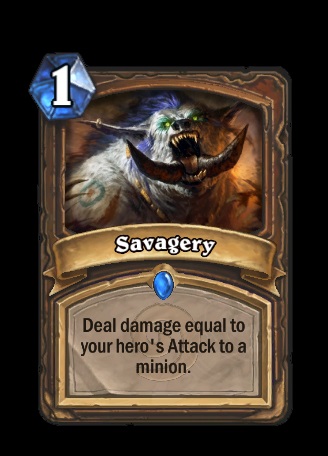 1
Savagery
Deal damage equal to
your hero's Attack to a
minion.